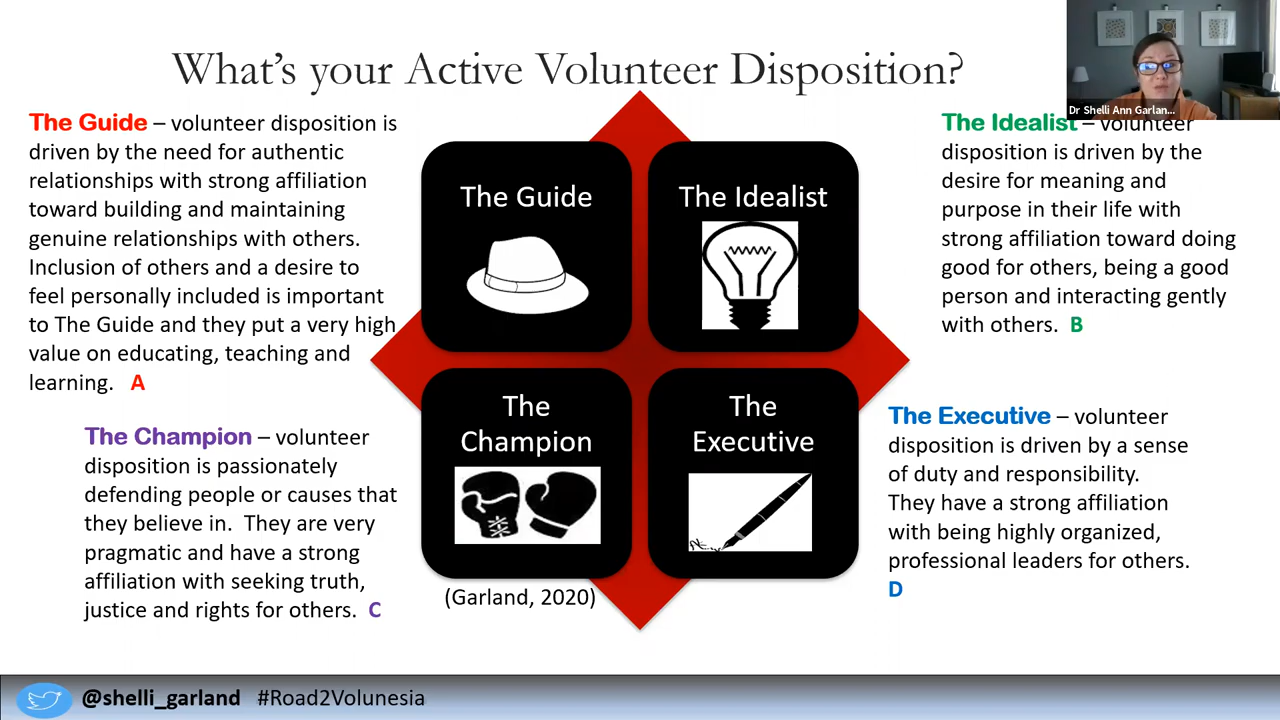 What's your Active Volunteer Disposition?
Dr Shelli Ann Garlan...
The Guide – volunteer disposition is
driven by the need for authentic
relationships with strong affiliation
toward building and maintaining
genuine relationships with others.
Inclusion of others and a desire to
feel personally included is important
to The Guide and they put a very high
value on educating, teaching and
learning. A
The Guide
The Idealist
The Idealist – volunteer
disposition is driven by the
desire for meaning and
purpose in their life with
strong affiliation toward doing
good for others, being a good
person and interacting gently
with others. B
The Champion – volunteer
disposition is passionately
defending people or causes that
they believe in. They are very
pragmatic and have a strong
affiliation with seeking truth,
justice and rights for others. C
The
Champion
The
Executive
The Executive – volunteer
disposition is driven by a sense
of duty and responsibility.
They have a strong affiliation
with being highly organized,
professional leaders for others.
D
(Garland, 2020)
@shelli_garland #Road2Volunesia